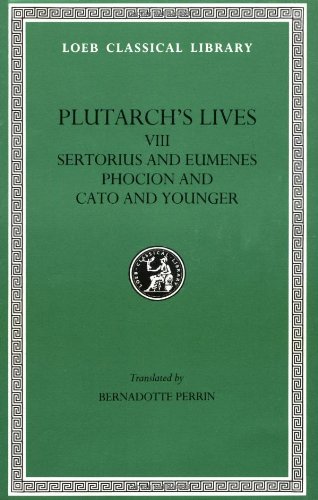 LOEB CLASSICAL LIBRARY
PLUTARCH'S LIVES
VIII
SERTORIUS AND EUMENES
PHOCION AND
CATO AND YOUNGER
Translated by
BERNADOTTE PERRIN